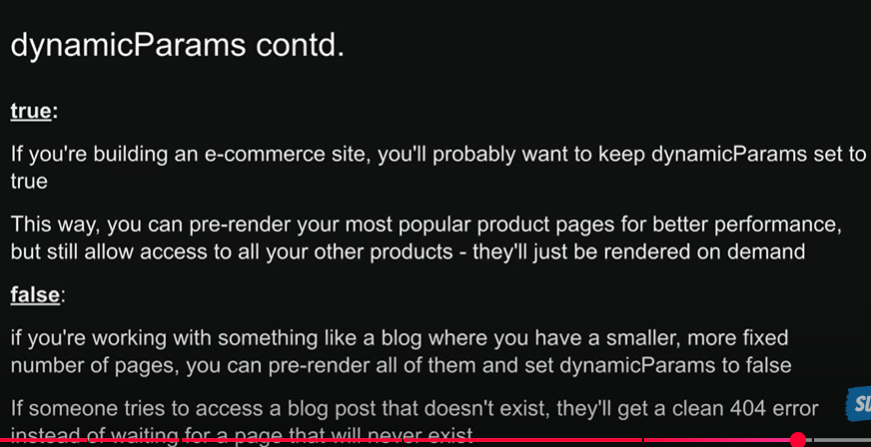 dynamicParams contd.
true:
If you're building an e-commerce site, you'll probably want to keep dynamicParams set to
true
This way, you can pre-render your most popular product pages for better performance,
but still allow access to all your other products - they'll just be rendered on demand
false:
if you're working with something like a blog where you have a smaller, more fixed
number of pages, you can pre-render all of them and set dynamicParams to false
If someone tries to access a blog post that doesn't exist, they'll get a clean 404 error
instead of waiting for a page that will never exist